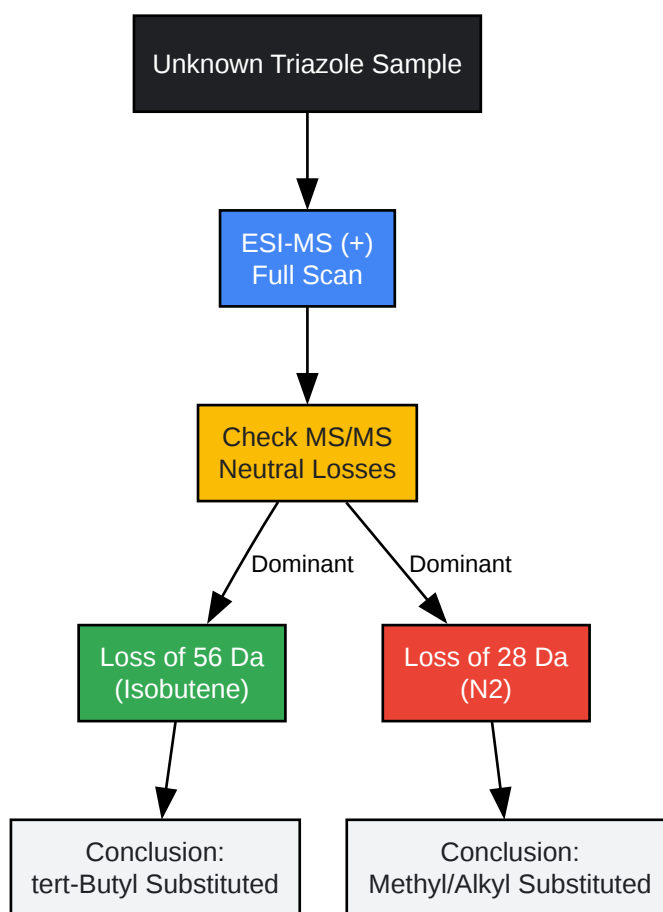 Unknown Triazole Sample
ESI-MS (+)
Full Scan
Check MS/MS
Neutral Losses
Dominant
Dominant
Loss of 56 Da
(Isobutene)
Loss of 28 Da
(N2)
Conclusion:
tert-Butyl Substituted
Conclusion:
Methyl/Alkyl Substituted